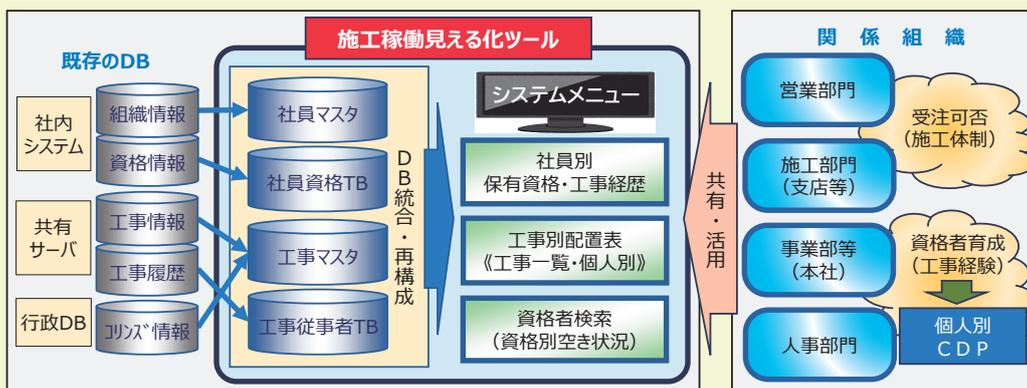 施工稼働見える化ツール
既存のDB
社内
システム
共有
サーバ
行政DB
組織情報
資格情報
工事情報
工事履歴
コリンズ情報
社員マスタ
社員資格TB
工事マスタ
工事従事者TB
DB統合・再構成
システムメニュー
社員別
保有資格・工事経歴
工事別配置表
《工事一覧・個人別》
資格者検索
(資格別空き状況)
共有・活用
関係組織
営業部門
施工部門
(支店等)
事業部等
(本社)
人事部門
受注可否
(施工体制)
資格者育成
(工事経験)
個人別
CDP